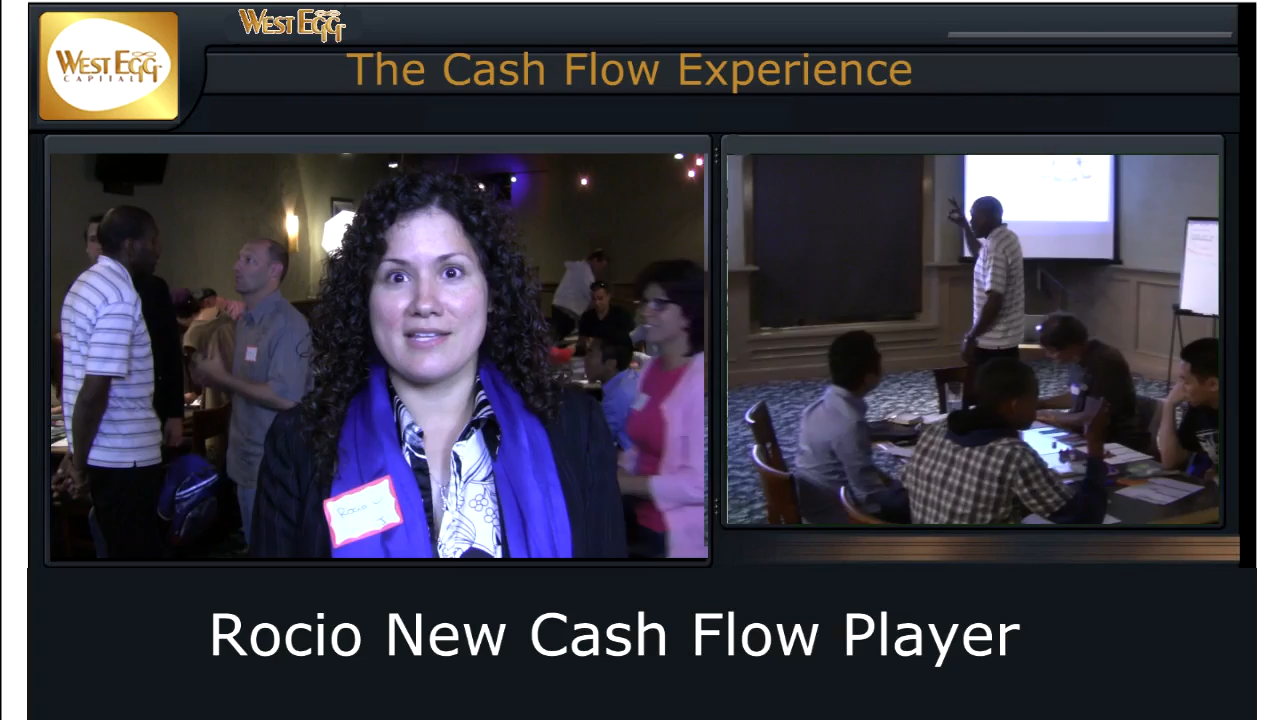 WEST EGG
WEST EGG
CAPITAL
The Cash Flow Experience
Rocio
Rocio New Cash Flow Player